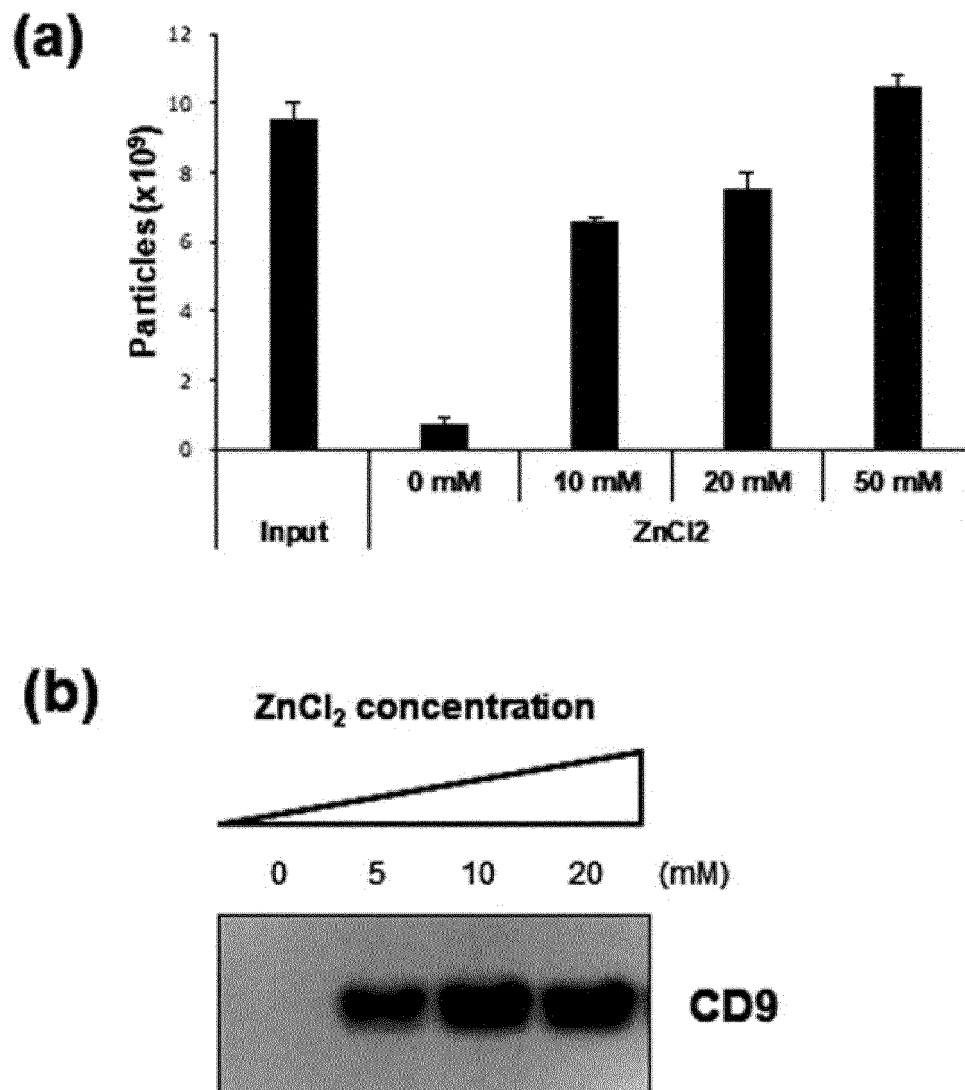 (a)
Particles (x10⁹)
12
10
8
6
4
2
0
0 mM 10 mM 20 mM 50 mM
Input ZnCl2
(b)
ZnCl₂ concentration
0 5 10 20 (mM)
CD9